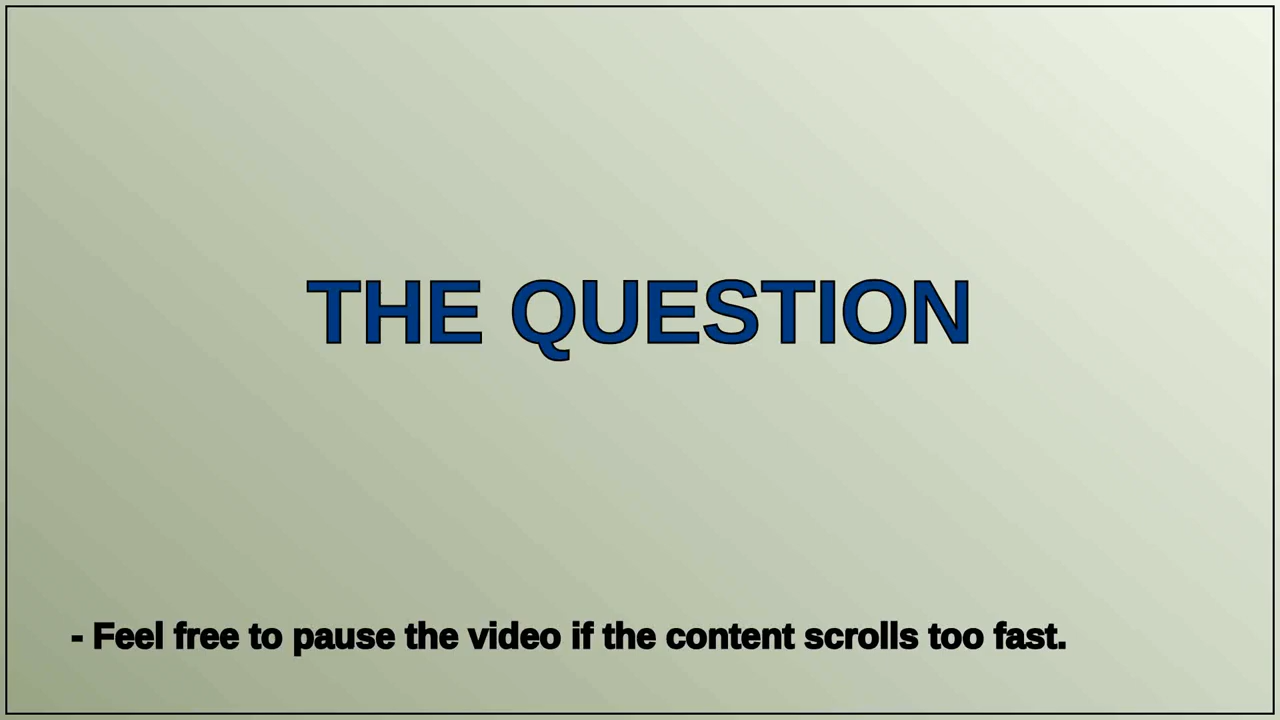 THE QUESTION
- Feel free to pause the video if the content scrolls too fast.